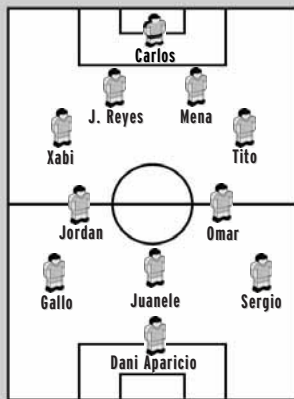 Carlos
J. Reyes Mena
Xabi Tito
Jordan Omar
Gallo Juanele Sergio
Dani Aparicio